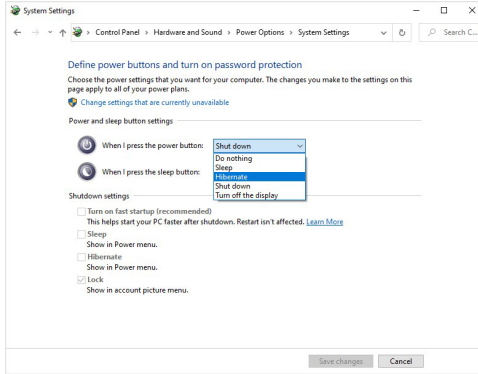 System Settings
Control Panel > Hardware and Sound > Power Options > System Settings
Search C...
Define power buttons and turn on password protection
Choose the power settings that you want for your computer. The changes you make to the settings on this
page apply to all of your power plans.
Change settings that are currently unavailable
Power and sleep button settings
When I press the power button: Shut down
Do nothing
Sleep
Hibernate
Shut down
Turn off the display
When I press the sleep button:
Shutdown settings
Turn on fast startup (recommended)
This helps start your PC faster after shutdown. Restart isn't affected. Learn More
Sleep
Show in Power menu.
Hibernate
Show in Power menu.
Lock
Show in account picture menu.
Save changes Cancel